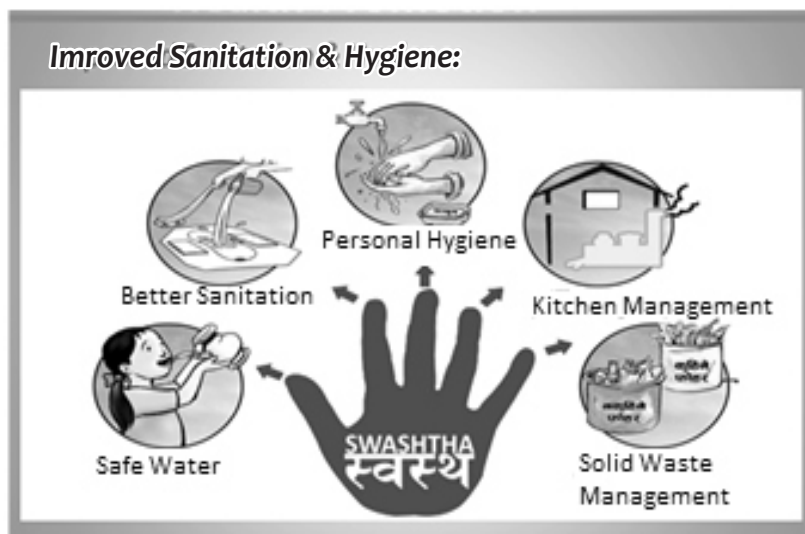 Imroved Sanitation & Hygiene:
Personal Hygiene
Better Sanitation
Kitchen Management
Safe Water
SWASHTHA
स्वस्थ
Solid Waste
Management